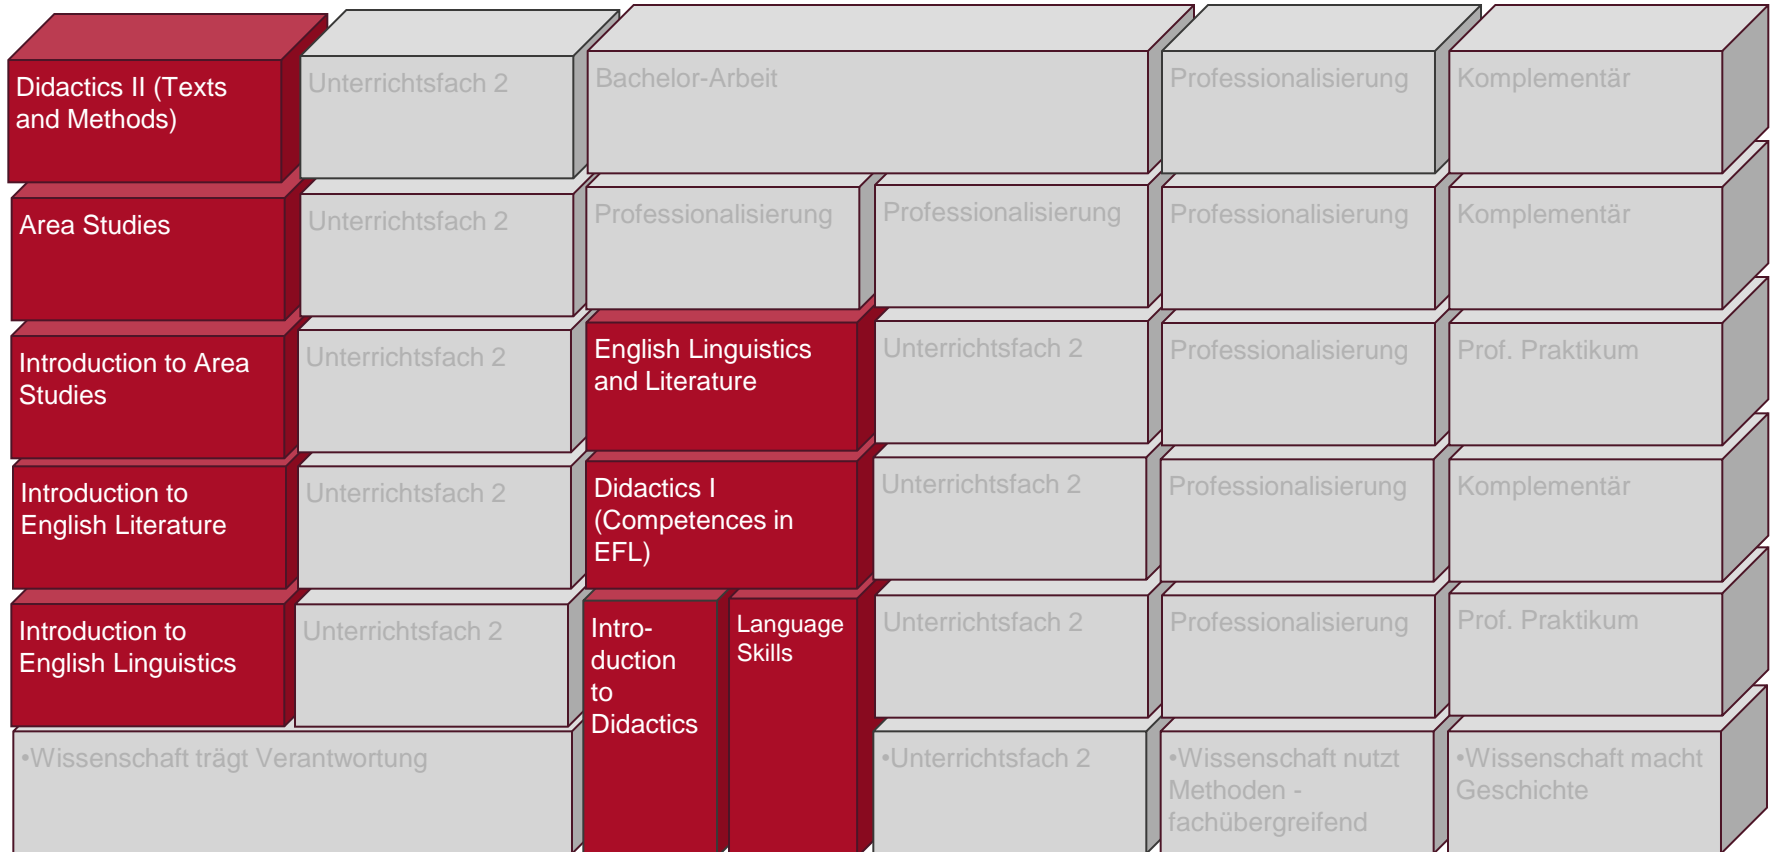 Didactics II (Texts
and Methods)
Unterrichtsfach 2
Bachelor-Arbeit
Professionalisierung
Komplementär
Area Studies
Unterrichtsfach 2
Professionalisierung
Professionalisierung
Professionalisierung
Komplementär
Introduction to Area
Studies
Unterrichtsfach 2
English Linguistics
and Literature
Unterrichtsfach 2
Professionalisierung
Prof. Praktikum
Introduction to
English Literature
Unterrichtsfach 2
Didactics I
(Competences in
EFL)
Unterrichtsfach 2
Professionalisierung
Komplementär
Introduction to
English Linguistics
Unterrichtsfach 2
Intro-
duction
to
Didactics
Language
Skills
Unterrichtsfach 2
Professionalisierung
Prof. Praktikum
•Wissenschaft trägt Verantwortung
•Unterrichtsfach 2
•Wissenschaft nutzt
Methoden -
fachübergreifend
•Wissenschaft macht
Geschichte